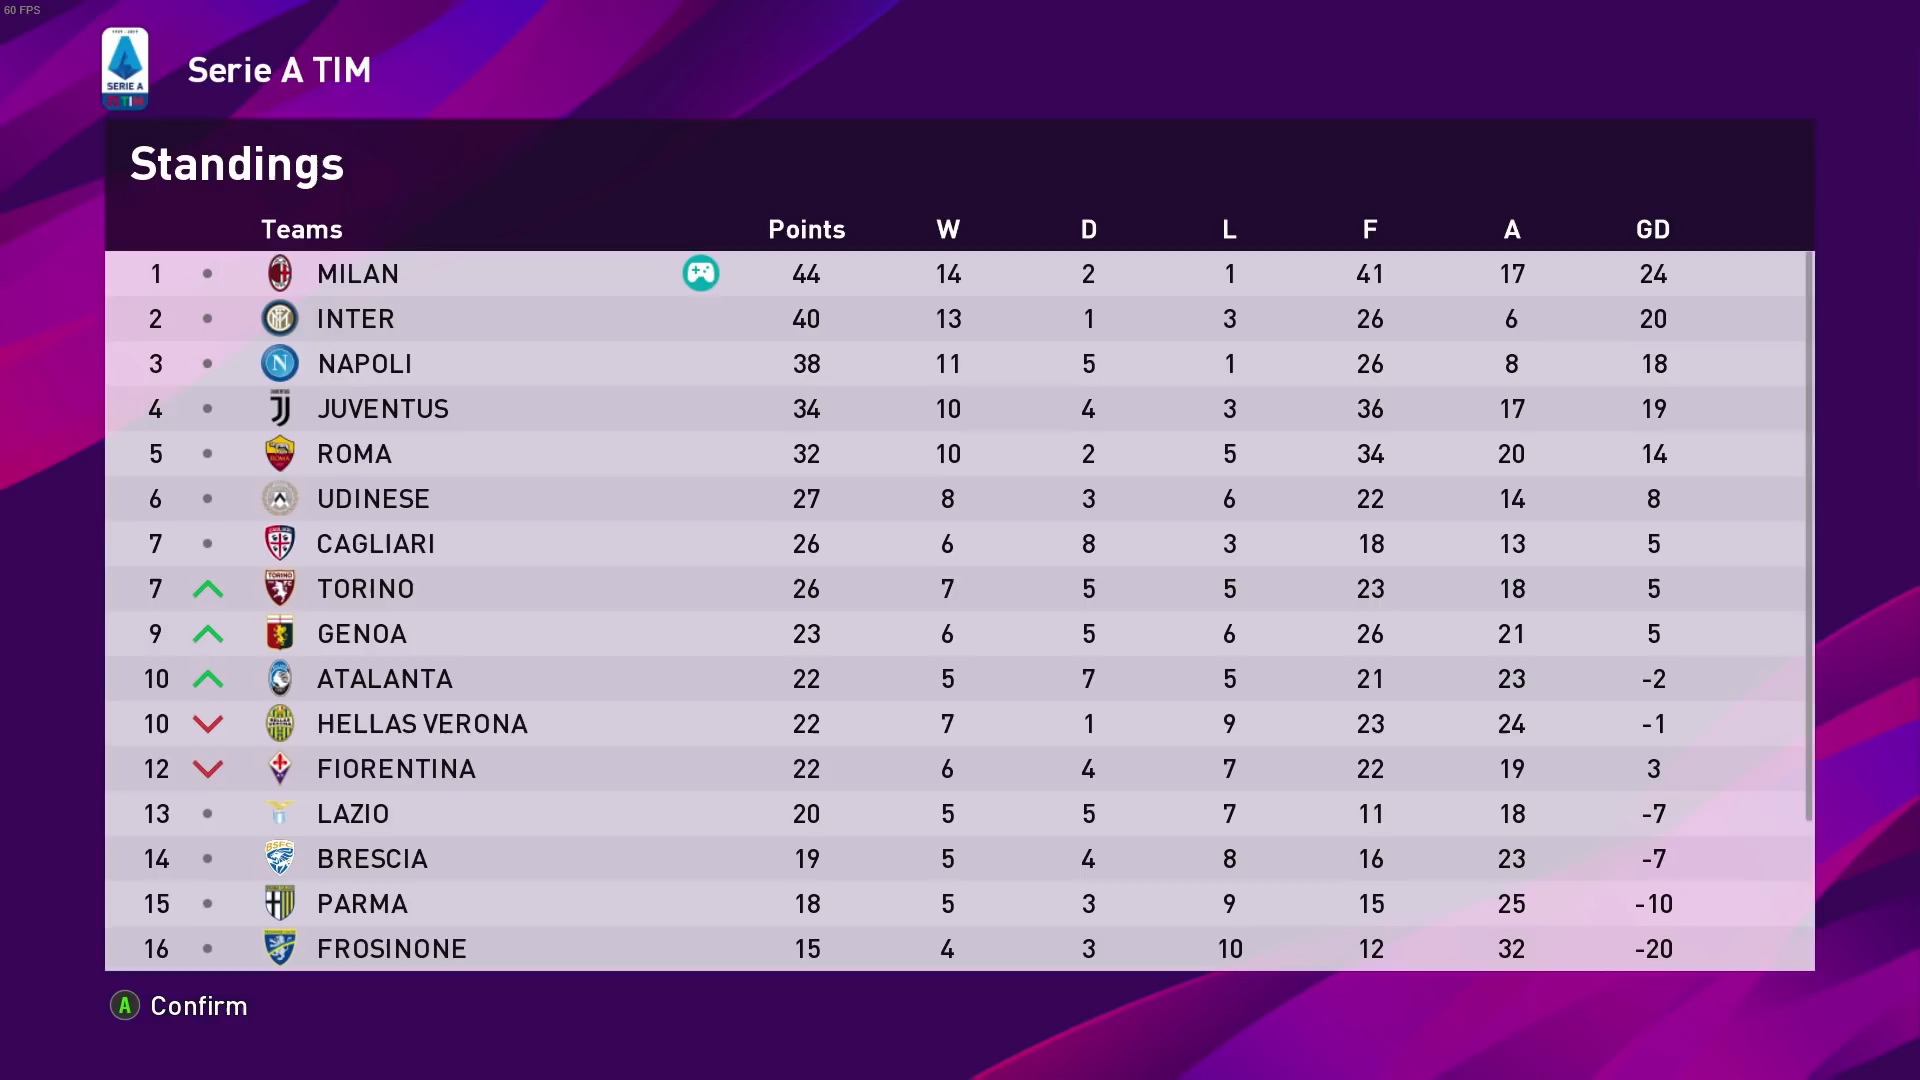 60 FPS
SERIE A
TIM
Serie A TIM
Standings
Teams Points W D L F A GD
1 MILAN 44 14 2 1 41 17 24
2 INTER 40 13 1 3 26 6 20
3 NAPOLI 38 11 5 1 26 8 18
4 JUVENTUS 34 10 4 3 36 17 19
5 ROMA 32 10 2 5 34 20 14
6 UDINESE 27 8 3 6 22 14 8
7 CAGLIARI 26 6 8 3 18 13 5
7 TORINO 26 7 5 5 23 18 5
9 GENOA 23 6 5 6 26 21 5
10 ATALANTA 22 5 7 5 21 23 -2
10 HELLAS VERONA 22 7 1 9 23 24 -1
12 FIORENTINA 22 6 4 7 22 19 3
13 LAZIO 20 5 5 7 11 18 -7
14 BRESCIA 19 5 4 8 16 23 -7
15 PARMA 18 5 3 9 15 25 -10
16 FROSINONE 15 4 3 10 12 32 -20
A Confirm